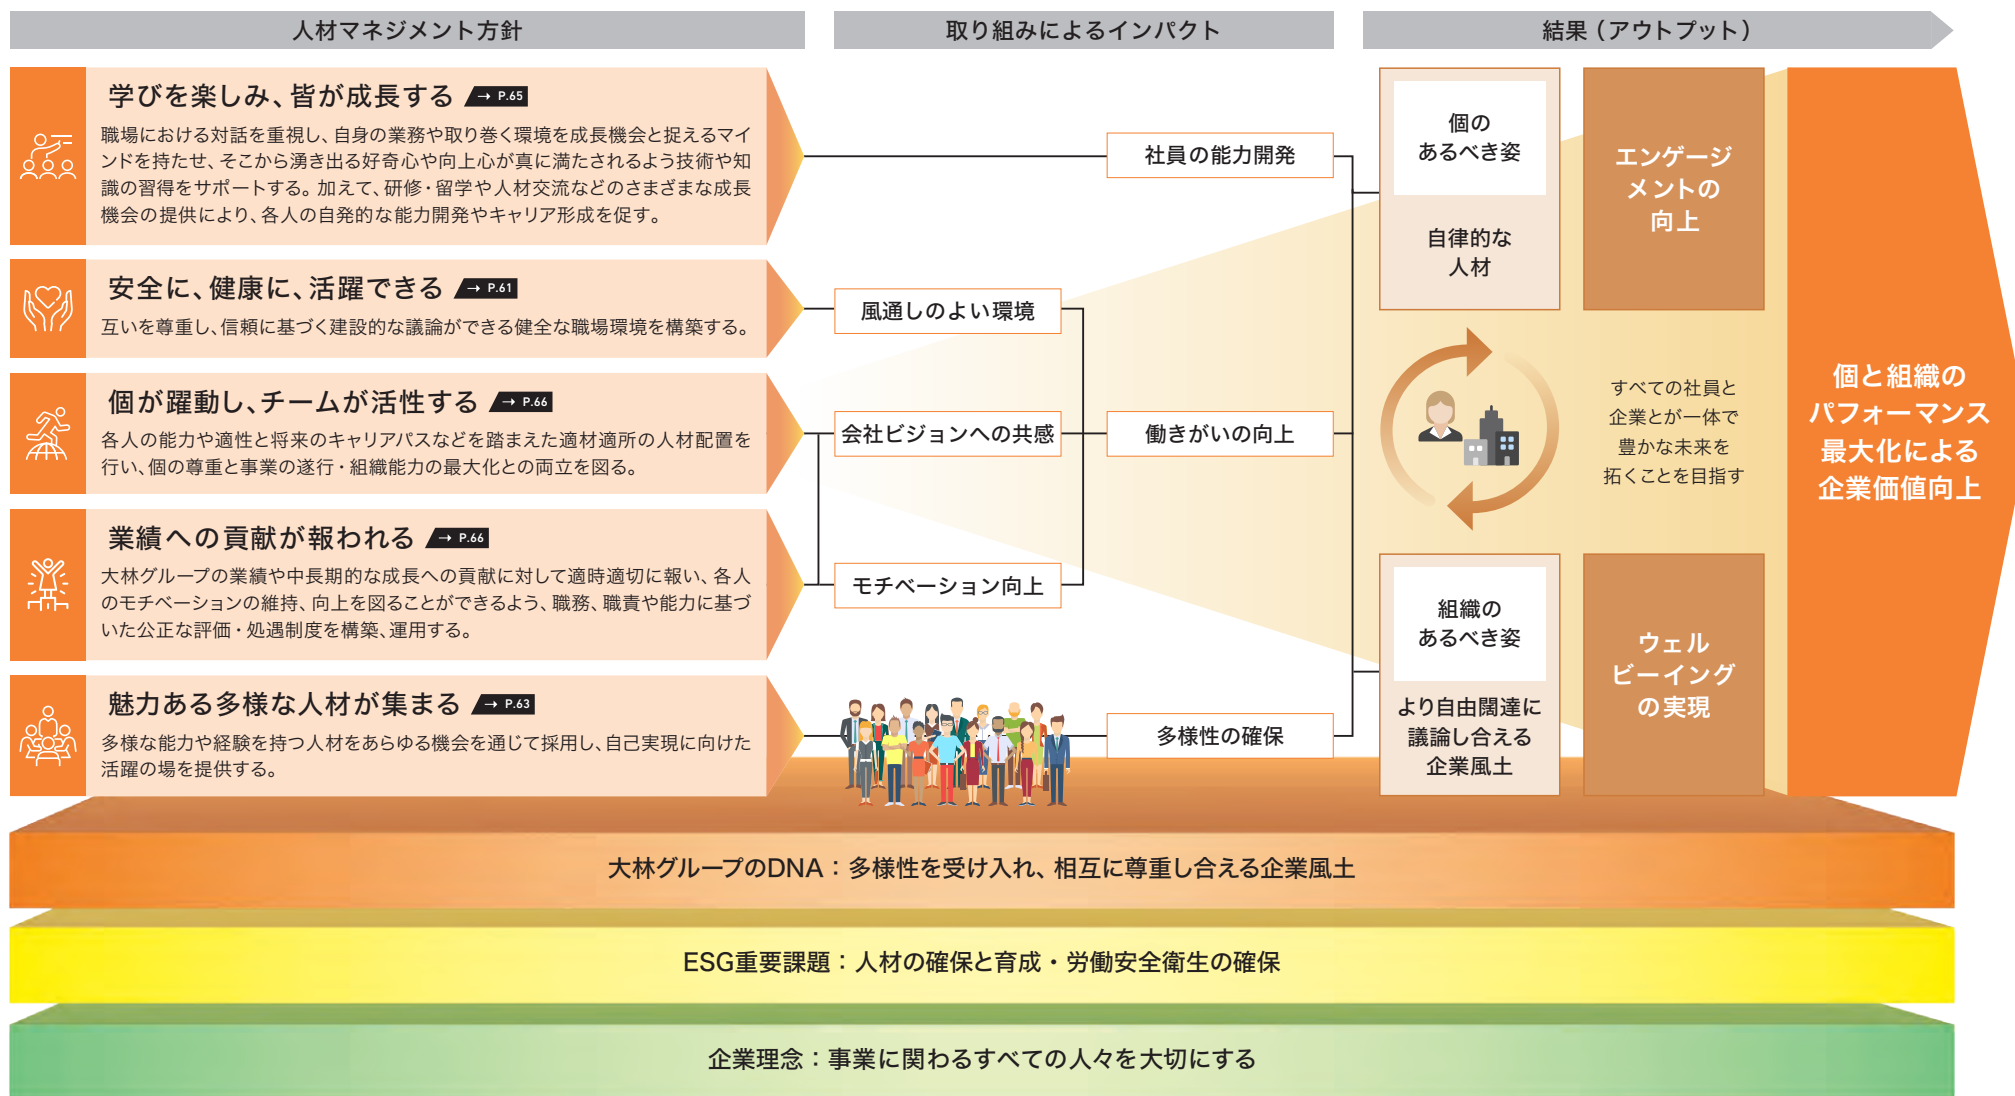 人材マネジメント方針
取り組みによるインパクト
結果（アウトプット）
学びを楽しみ、皆が成長する → P.65
職場における対話を重視し、自身の業務や取り巻く環境を成長機会と捉えるマイ
ンドを持たせ、そこから湧き出る好奇心や向上心が真に満たされるよう技術や知
識の習得をサポートする。加えて、研修・留学や人材交流などのさまざまな成長
機会の提供により、各人の自発的な能力開発やキャリア形成を促す。
安全に、健康に、活躍できる → P.61
互いを尊重し、信頼に基づく建設的な議論ができる健全な職場環境を構築する。
個が躍動し、チームが活性する → P.66
各人の能力や適性と将来のキャリアパスなどを踏まえた適材適所の人材配置を
行い、個の尊重と事業の遂行・組織能力の最大化との両立を図る。
業績への貢献が報われる → P.66
大林グループの業績や中長期的な成長への貢献に対して適時適切に報い、各人
のモチベーションの維持、向上を図ることができるよう、職務、職責や能力に基づ
いた公正な評価・処遇制度を構築、運用する。
魅力ある多様な人材が集まる → P.63
多様な能力や経験を持つ人材をあらゆる機会を通じて採用し、自己実現に向けた
活躍の場を提供する。
風通しのよい環境
会社ビジョンへの共感
モチベーション向上
社員の能力開発
働きがいの向上
多様性の確保
個の
あるべき姿
自律的な
人材
組織の
あるべき姿
より自由闊達に
議論し合える
企業風土
エンゲージ
メントの
向上
すべての社員と
企業とが一体で
豊かな未来を
拓くことを目指す
ウェル
ビーイング
の実現
個と組織の
パフォーマンス
最大化による
企業価値向上
大林グループのDNA：多様性を受け入れ、相互に尊重し合える企業風土
ESG重要課題：人材の確保と育成・労働安全衛生の確保
企業理念：事業に関わるすべての人々を大切にする